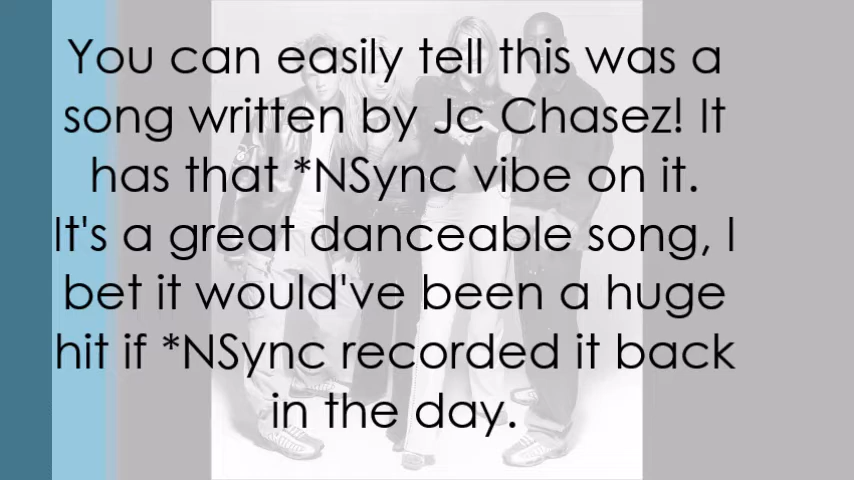 You can easily tell this was a
song written by Jc Chasez! It
has that *NSync vibe on it.
It's a great danceable song, I
bet it would've been a huge
hit if *NSync recorded it back
in the day.